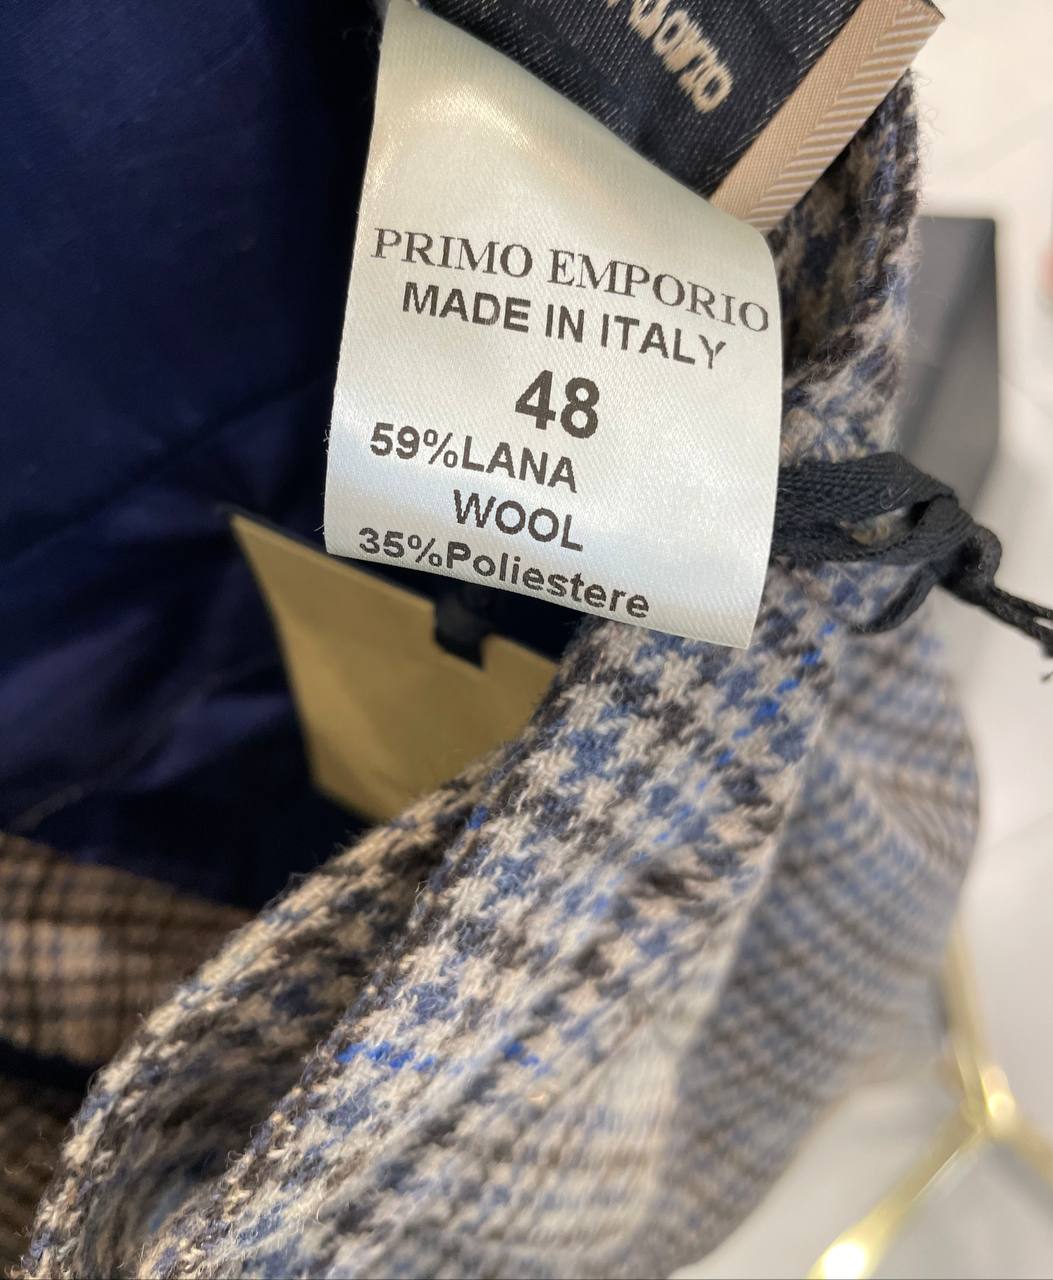 PRIMO EMPORIO
MADE IN ITALY
48
59%LANA
WOOL
35%Poliestere